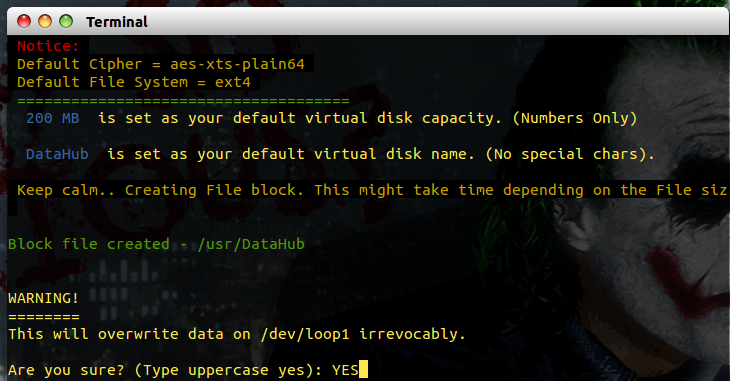 Terminal
Notice:
Default Cipher = aes-xts-plain64
Default File System = ext4
=====================================
200 MB is set as your default virtual disk capacity. (Numbers Only)
DataHub is set as your default virtual disk name. (No special chars).
Keep calm.. Creating File block. This might take time depending on the File siz
Block file created - /usr/DataHub
WARNING!
========
This will overwrite data on /dev/loop1 irrevocably.
Are you sure? (Type uppercase yes): YES